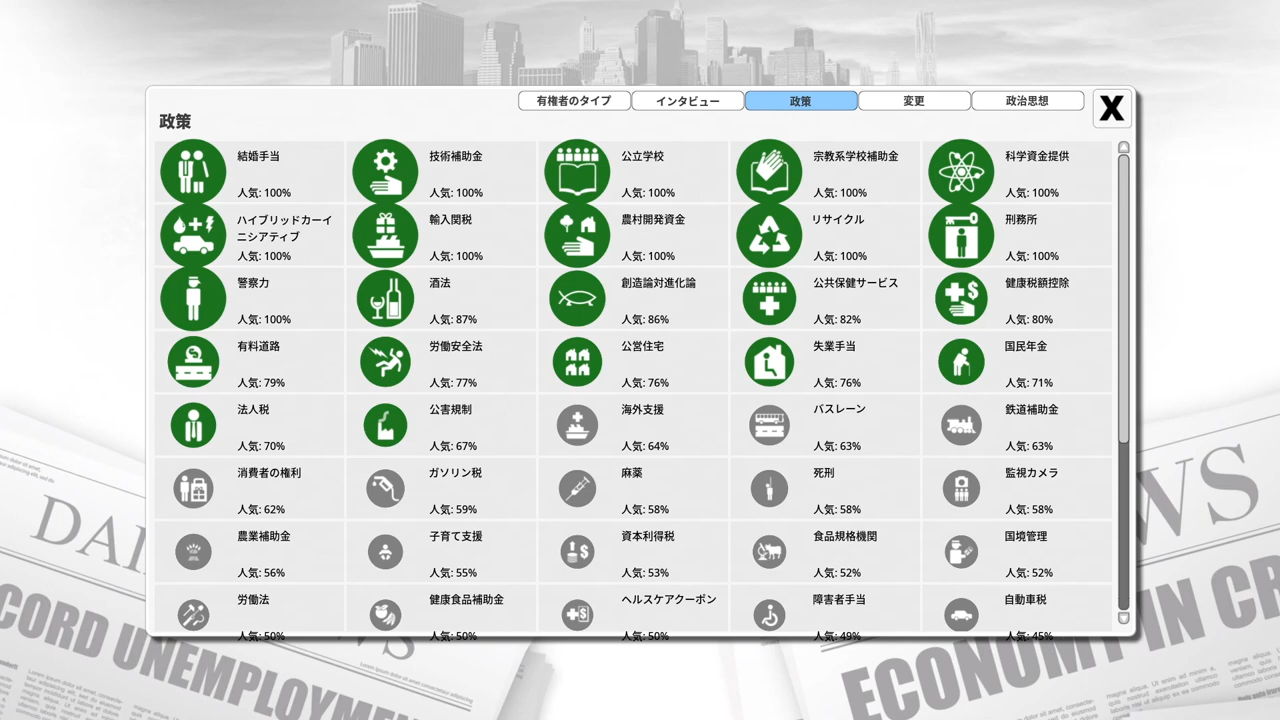 有権者のタイプ
インタビュー
政策
変更
政治思想
X
政策
結婚手当
人気: 100%
技術補助金
人気: 100%
公立学校
人気: 100%
宗教系学校補助金
人気: 100%
科学資金提供
人気: 100%
ハイブリッドカーイ
ニシアティブ
人気: 100%
輸入関税
人気: 100%
農村開発資金
人気: 100%
リサイクル
人気: 100%
刑務所
人気: 100%
警察力
人気: 100%
酒法
人気: 87%
創造論対進化論
人気: 86%
公共保健サービス
人気: 82%
健康税額控除
人気: 80%
有料道路
人気: 79%
労働安全法
人気: 77%
公営住宅
人気: 76%
失業手当
人気: 76%
国民年金
人気: 71%
法人税
人気: 70%
公害規制
人気: 67%
海外支援
人気: 64%
バスレーン
人気: 63%
鉄道補助金
人気: 63%
消費者の権利
人気: 62%
ガソリン税
人気: 59%
麻薬
人気: 58%
死刑
人気: 58%
監視カメラ
人気: 58%
農業補助金
人気: 56%
子育て支援
人気: 55%
資本利得税
人気: 53%
食品規格機関
人気: 52%
国境管理
人気: 52%
労働法
人気: 50%
健康食品補助金
人気: 50%
ヘルスケアクーポン
人気: 50%
障害者手当
人気: 49%
自動車税
人気: 45%
DAI
WS
CORD UNEMPLOYME
ECONOMY IN CR